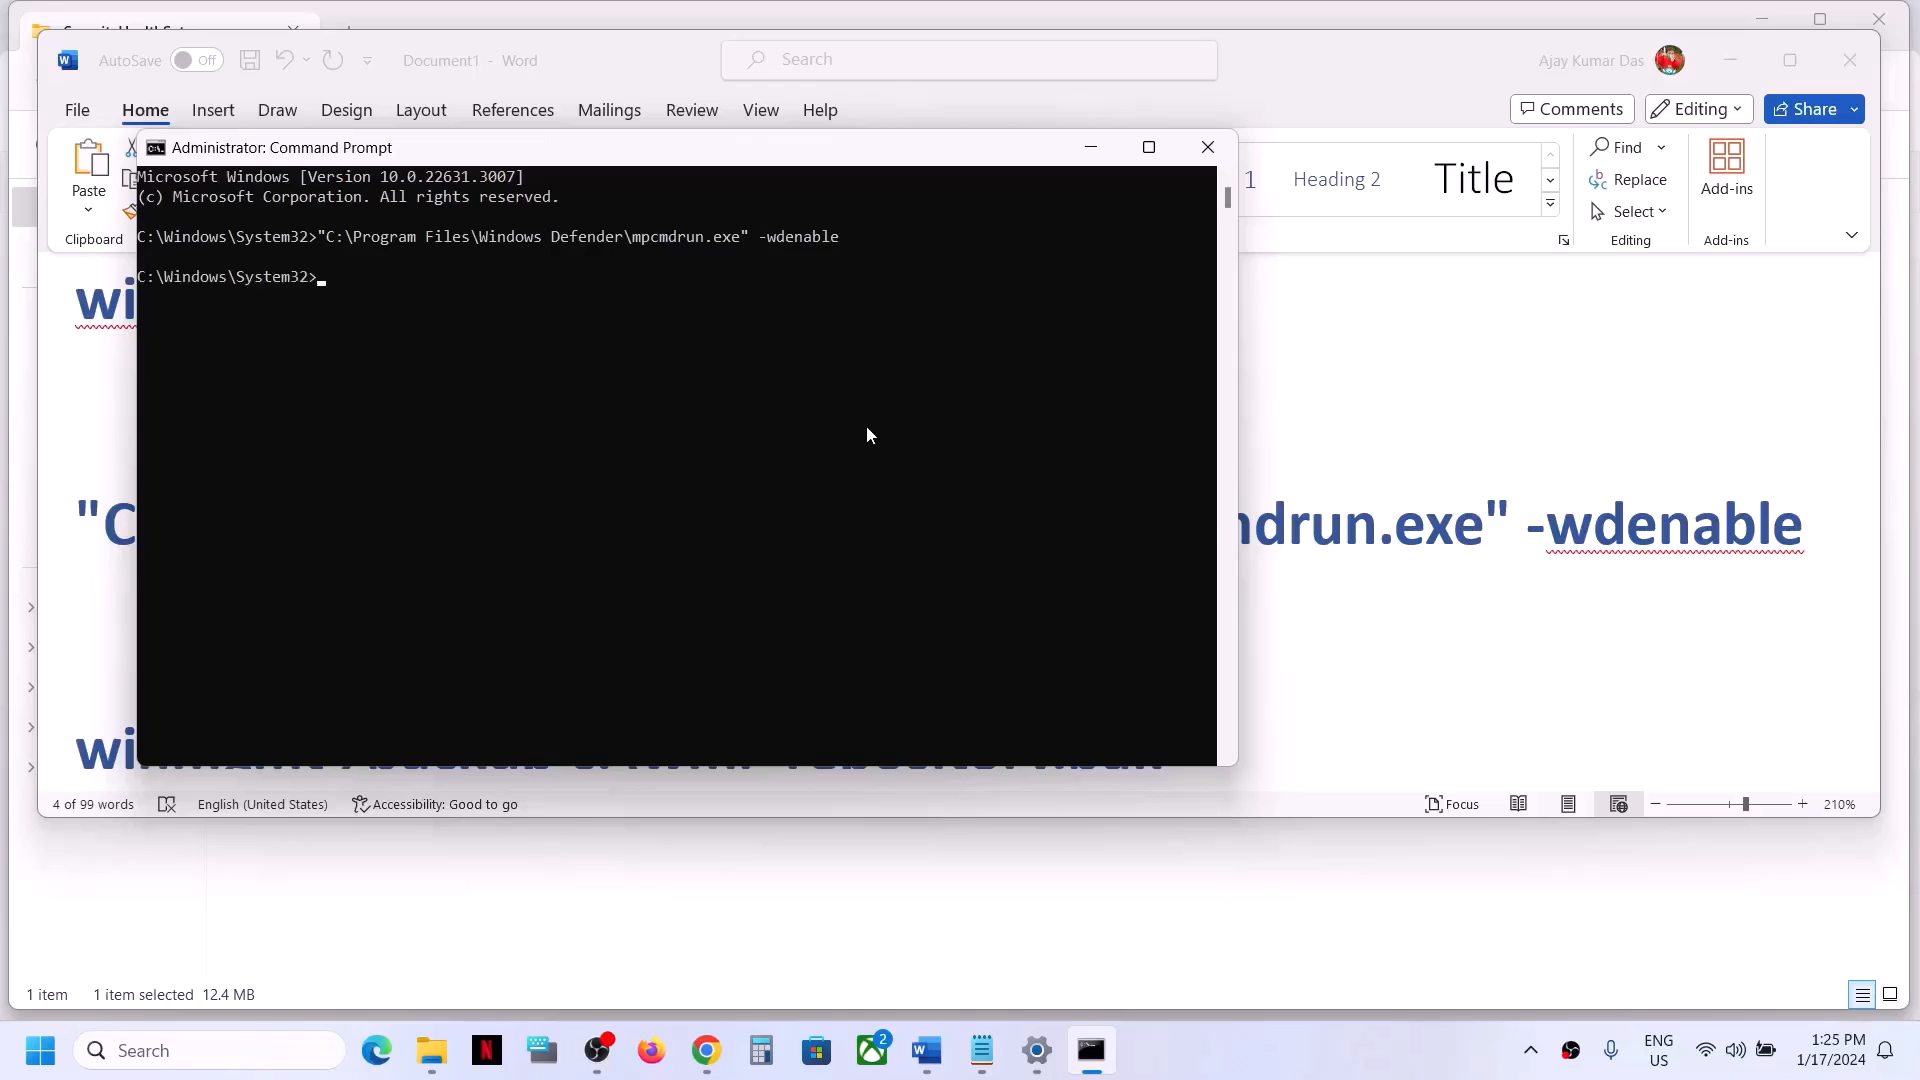 AutoSave Off Document1 - Word Search Ajay Kumar Das
File Home Insert Draw Design Layout References Mailings Review View Help Comments Editing Share
Administrator: Command Prompt
Paste
Clipboard
1 Heading 2 Title
Find
Replace
Select
Editing
Add-ins
Add-ins
Microsoft Windows [Version 10.0.22631.3007]
(c) Microsoft Corporation. All rights reserved.
C:\Windows\System32>"C:\Program Files\Windows Defender\mpcmdrun.exe" -wdenable
C:\Windows\System32>
wi
"C
ndrun.exe" -wdenable
4 of 99 words English (United States) Accessibility: Good to go Focus 210%
1 item 1 item selected 12.4 MB
Search 2 ENG US 1:25 PM
1/17/2024